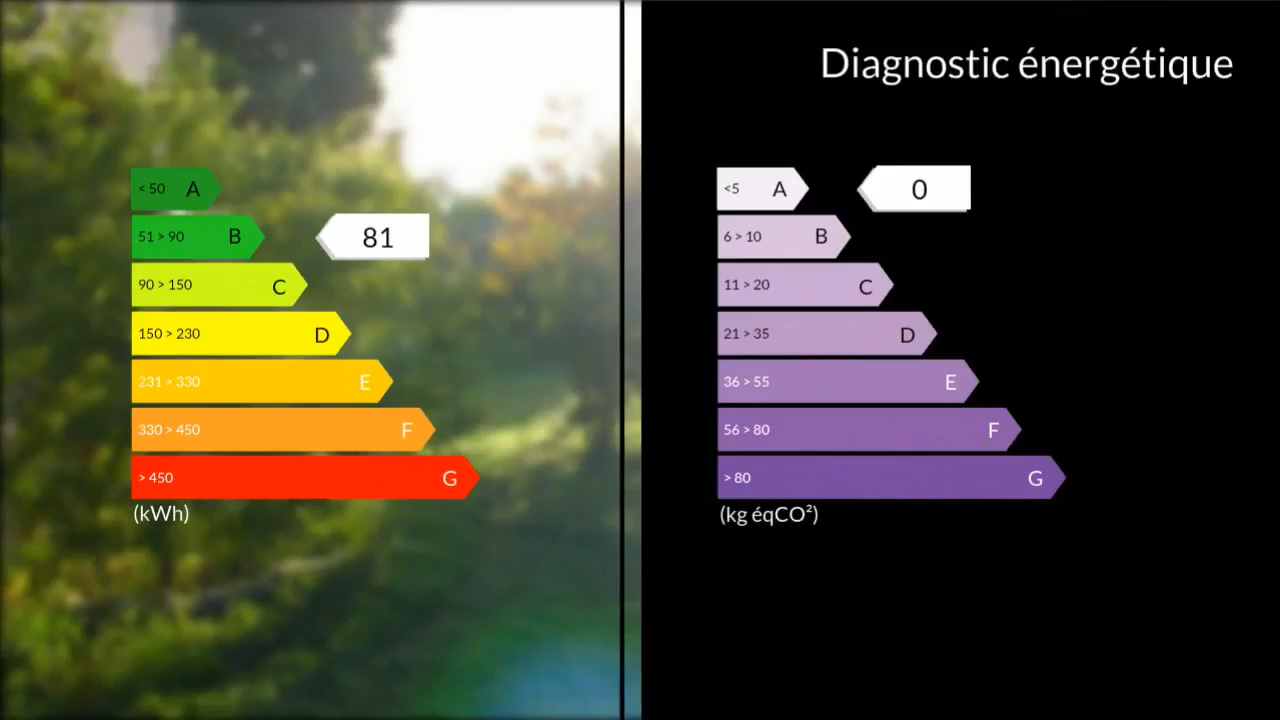 Diagnostic énergétique
< 50 A
51 > 90 B
81
90 > 150 C
150 > 230 D
231 > 330 E
330 > 450 F
> 450 G
(kWh)
<5 A
0
6 > 10 B
11 > 20 C
21 > 35 D
36 > 55 E
56 > 80 F
> 80 G
(kg éqCO²)